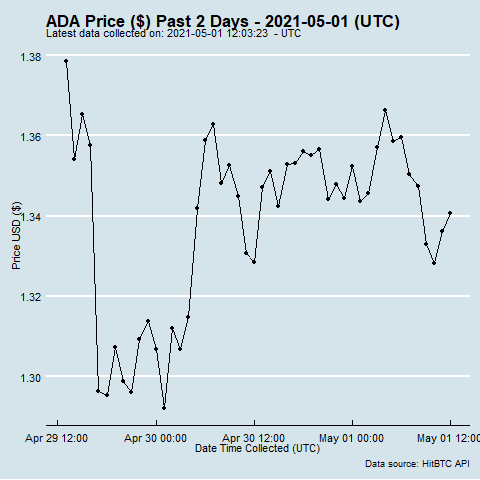 ADA Price ($) Past 2 Days - 2021-05-01 (UTC)
Latest data collected on: 2021-05-01 12:03:23  - UTC
1.38
1.36
1.34
1.32
1.30
Price USD ($)
Apr 29 12:00 Apr 30 00:00 Apr 30 12:00 May 01 00:00 May 01 12:00
Date Time Collected (UTC)
Data source: HitBTC API